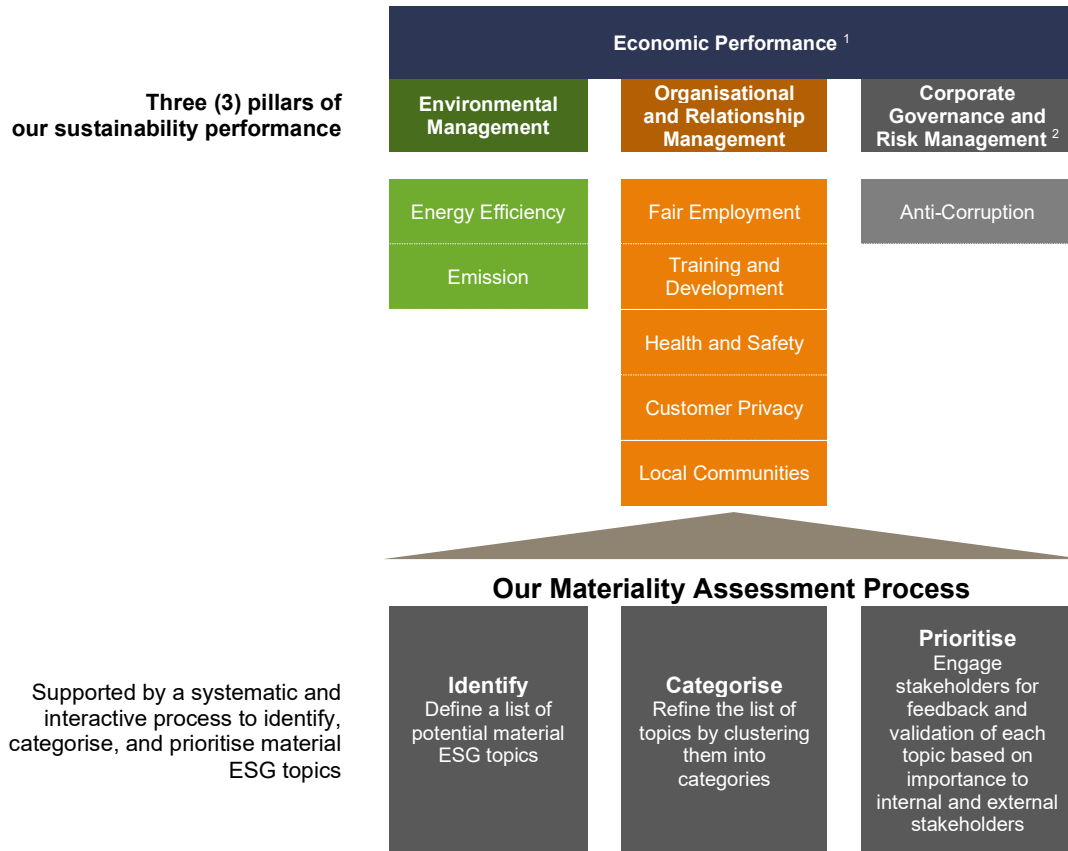 Economic Performance 1
Three (3) pillars of
our sustainability performance
Environmental
Management
Organisational
and Relationship
Management
Corporate
Governance and
Risk Management 2
Energy Efficiency
Emission
Fair Employment
Training and
Development
Health and Safety
Customer Privacy
Local Communities
Anti-Corruption
Our Materiality Assessment Process
Supported by a systematic and
interactive process to identify,
categorise, and prioritise material
ESG topics
Identify
Define a list of
potential material
ESG topics
Categorise
Refine the list of
topics by clustering
them into
categories
Prioritise
Engage
stakeholders for
feedback and
validation of each
topic based on
importance to
internal and external
stakeholders